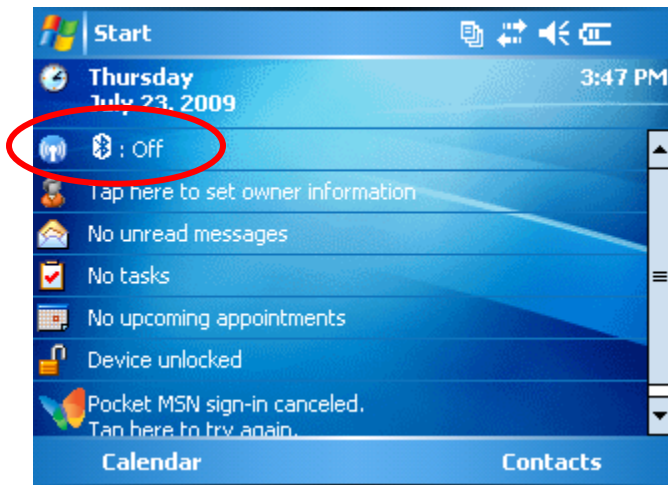 Start
Thursday 3:47 PM
July 23, 2009
: Off
Tap here to set owner information
No unread messages
No tasks
No upcoming appointments
Device unlocked
Pocket MSN sign-in canceled.
Tap here to try again.
Calendar Contacts